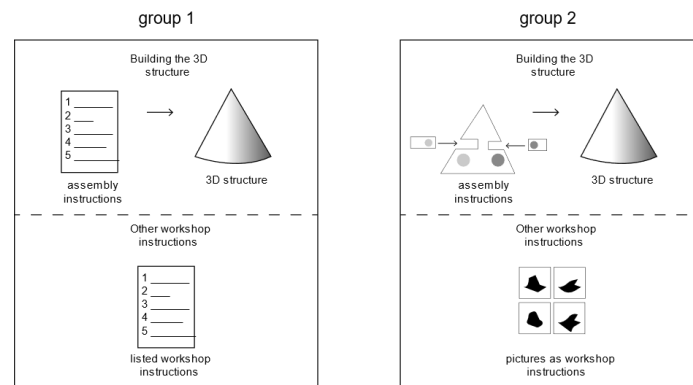 group 1
Building the 3D
structure
1
2
3
4
5
assembly
instructions
3D structure
Other workshop
instructions
1
2
3
4
5
listed workshop
instructions
group 2
Building the 3D
structure
assembly
instructions
3D structure
Other workshop
instructions
pictures as workshop
instructions